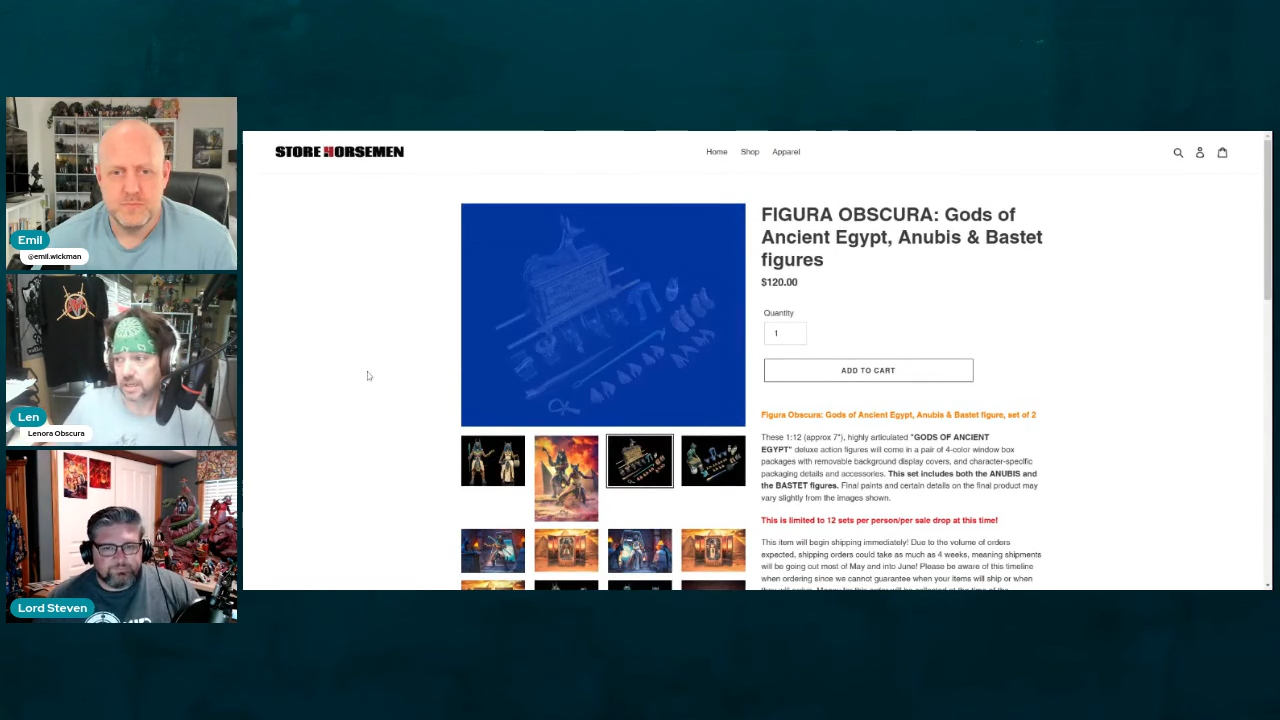 STORE HORSEMEN
Home Shop Apparel
Emil
@emil.wickman
Len
Lenora Obscura
Lord Steven
FIGURA OBSCURA: Gods of
Ancient Egypt, Anubis & Bastet
figures
$120.00
Quantity
1
ADD TO CART
Figura Obscura: Gods of Ancient Egypt, Anubis & Bastet figure, set of 2
These 1:12 (approx 7"), highly articulated "GODS OF ANCIENT
EGYPT" deluxe action figures will come in a pair of 4-color window box
packages with removable background display covers, and character-specific
packaging details and accessories. This set includes both the ANUBIS and
the BASTET figures. Final paints and certain details on the final product may
vary slightly from the images shown.
This is limited to 12 sets per person/per sale drop at this time!
This item will begin shipping immediately! Due to the volume of orders
expected, shipping orders could take as much as 4 weeks, meaning shipments
will be going out most of May and into June! Please be aware of this timeline
when ordering since we cannot guarantee when your items will ship or when